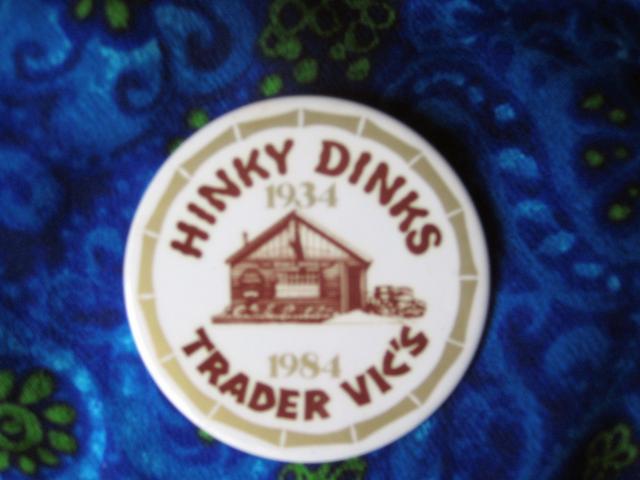 HINKY DINKS
1934
1984
TRADER VIC'S